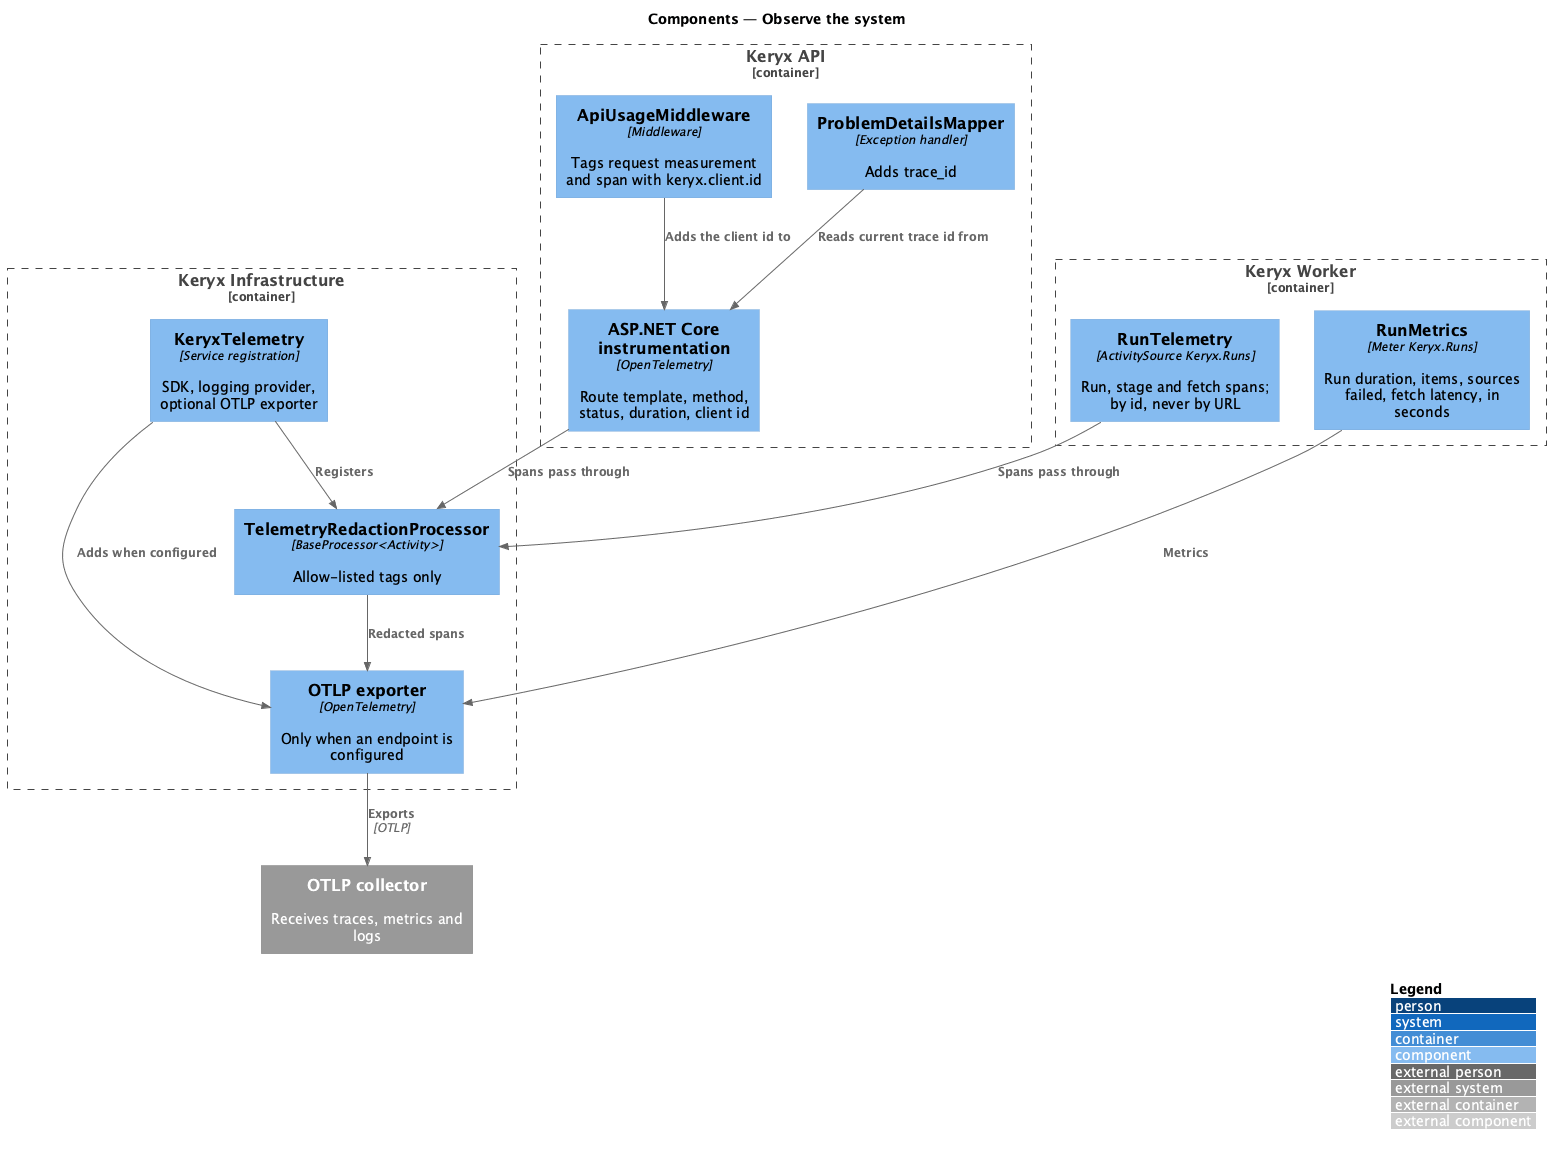 Components — Observe the system
Keryx API
[container]
ApiUsageMiddleware
[Middleware]
Tags request measurement
and span with keryx.client.id
ProblemDetailsMapper
[Exception handler]
Adds trace_id
Adds the client id to
Reads current trace id from
ASP.NET Core
instrumentation
[OpenTelemetry]
Route template, method,
status, duration, client id
Keryx Infrastructure
[container]
KeryxTelemetry
[Service registration]
SDK, logging provider,
optional OTLP exporter
Keryx Worker
[container]
RunTelemetry
[ActivitySource Keryx.Runs]
Run, stage and fetch spans;
by id, never by URL
RunMetrics
[Meter Keryx.Runs]
Run duration, items, sources
failed, fetch latency, in
seconds
Registers
Spans pass through
Spans pass through
TelemetryRedactionProcessor
[BaseProcessor<Activity>]
Allow-listed tags only
Adds when configured
Metrics
Redacted spans
OTLP exporter
[OpenTelemetry]
Only when an endpoint is
configured
Exports
[OTLP]
OTLP collector
Receives traces, metrics and
logs
Legend
person
system
container
component
external person
external system
external container
external component